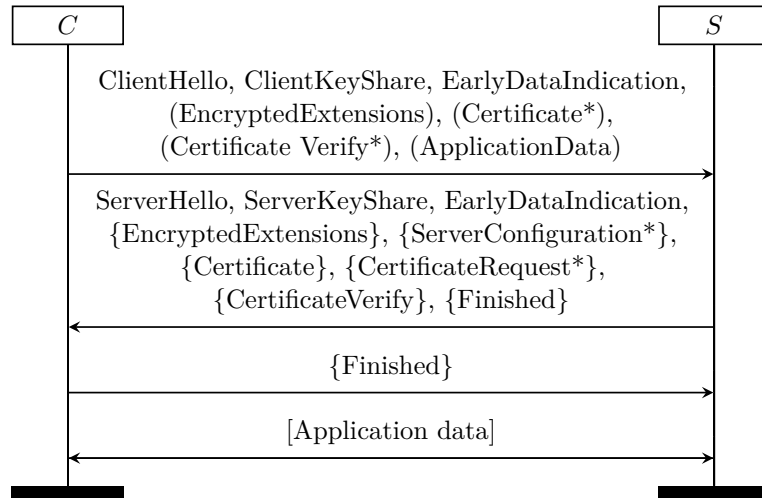 C
S
ClientHello, ClientKeyShare, EarlyDataIndication,
(EncryptedExtensions), (Certificate*),
(Certificate Verify*), (ApplicationData)
ServerHello, ServerKeyShare, EarlyDataIndication,
{EncryptedExtensions}, {ServerConfiguration*},
{Certificate}, {CertificateRequest*},
{CertificateVerify}, {Finished}
{Finished}
[Application data]